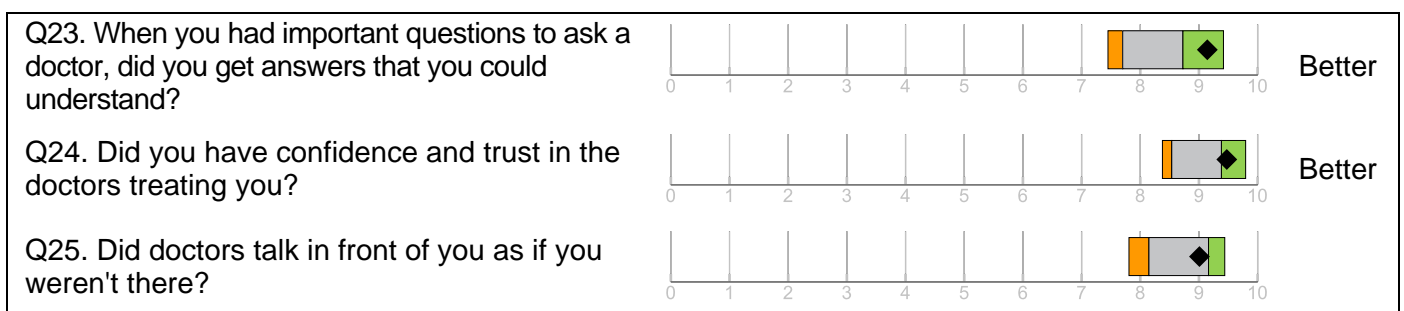 Q23. When you had important questions to ask a
doctor, did you get answers that you could
understand?
0 1 2 3 4 5 6 7 8 9 10
Better
Q24. Did you have confidence and trust in the
doctors treating you?
0 1 2 3 4 5 6 7 8 9 10
Better
Q25. Did doctors talk in front of you as if you
weren't there?
0 1 2 3 4 5 6 7 8 9 10